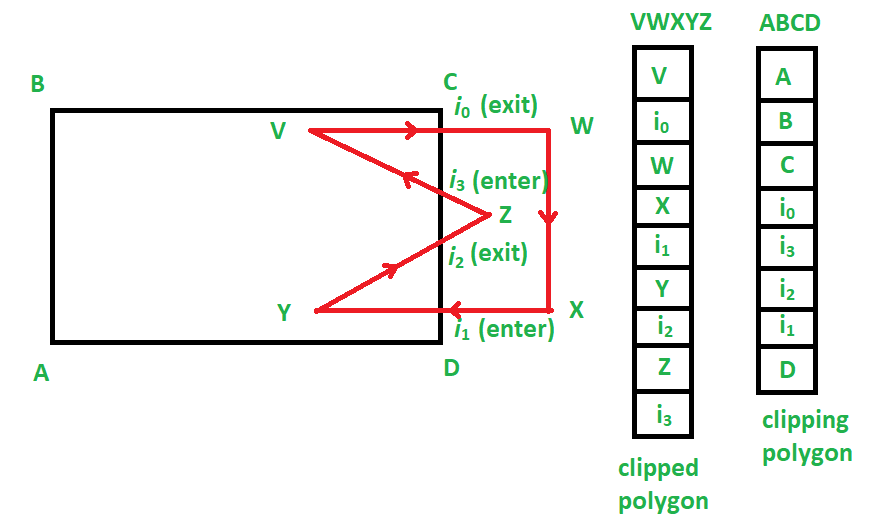 B
C
i₀ (exit)
V
W
i₃ (enter)
Z
i₂ (exit)
Y
X
i₁ (enter)
A
D
VWXYZ
V
i₀
W
X
i₁
Y
i₂
Z
i₃
clipped
polygon
ABCD
A
B
C
i₀
i₃
i₂
i₁
D
clipping
polygon